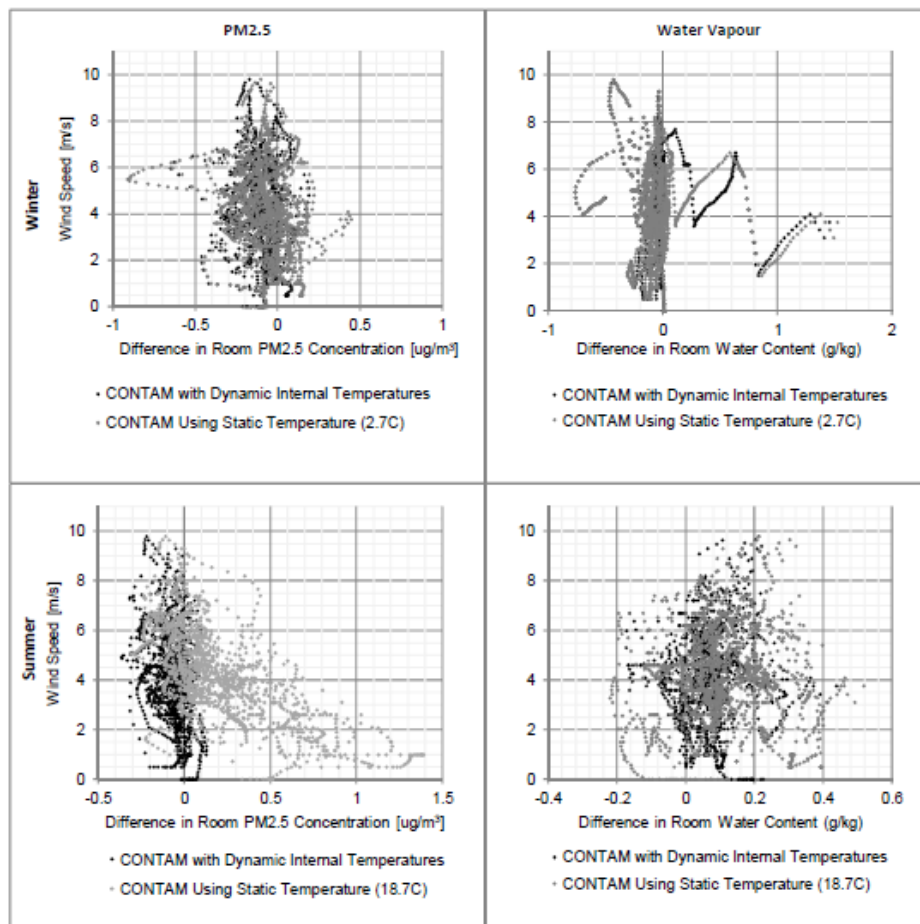 PM2.5
Water Vapour
Winter
Wind Speed [m/s]
10
8
6
4
2
0
-1
-0.5
0
0.5
1
Difference in Room PM2.5 Concentration [ug/m³]
CONTAM with Dynamic Internal Temperatures
CONTAM Using Static Temperature (2.7C)
10
8
6
4
2
0
-1
0
1
2
Difference in Room Water Content (g/kg)
CONTAM with Dynamic Internal Temperatures
CONTAM Using Static Temperature (2.7C)
Summer
Wind Speed [m/s]
10
8
6
4
2
0
-0.5
0
0.5
1
1.5
Difference in Room PM2.5 Concentration [ug/m³]
CONTAM with Dynamic Internal Temperatures
CONTAM Using Static Temperature (18.7C)
10
8
6
4
2
0
-0.4
-0.2
0
0.2
0.4
0.6
Difference in Room Water Content (g/kg)
CONTAM with Dynamic Internal Temperatures
CONTAM Using Static Temperature (18.7C)